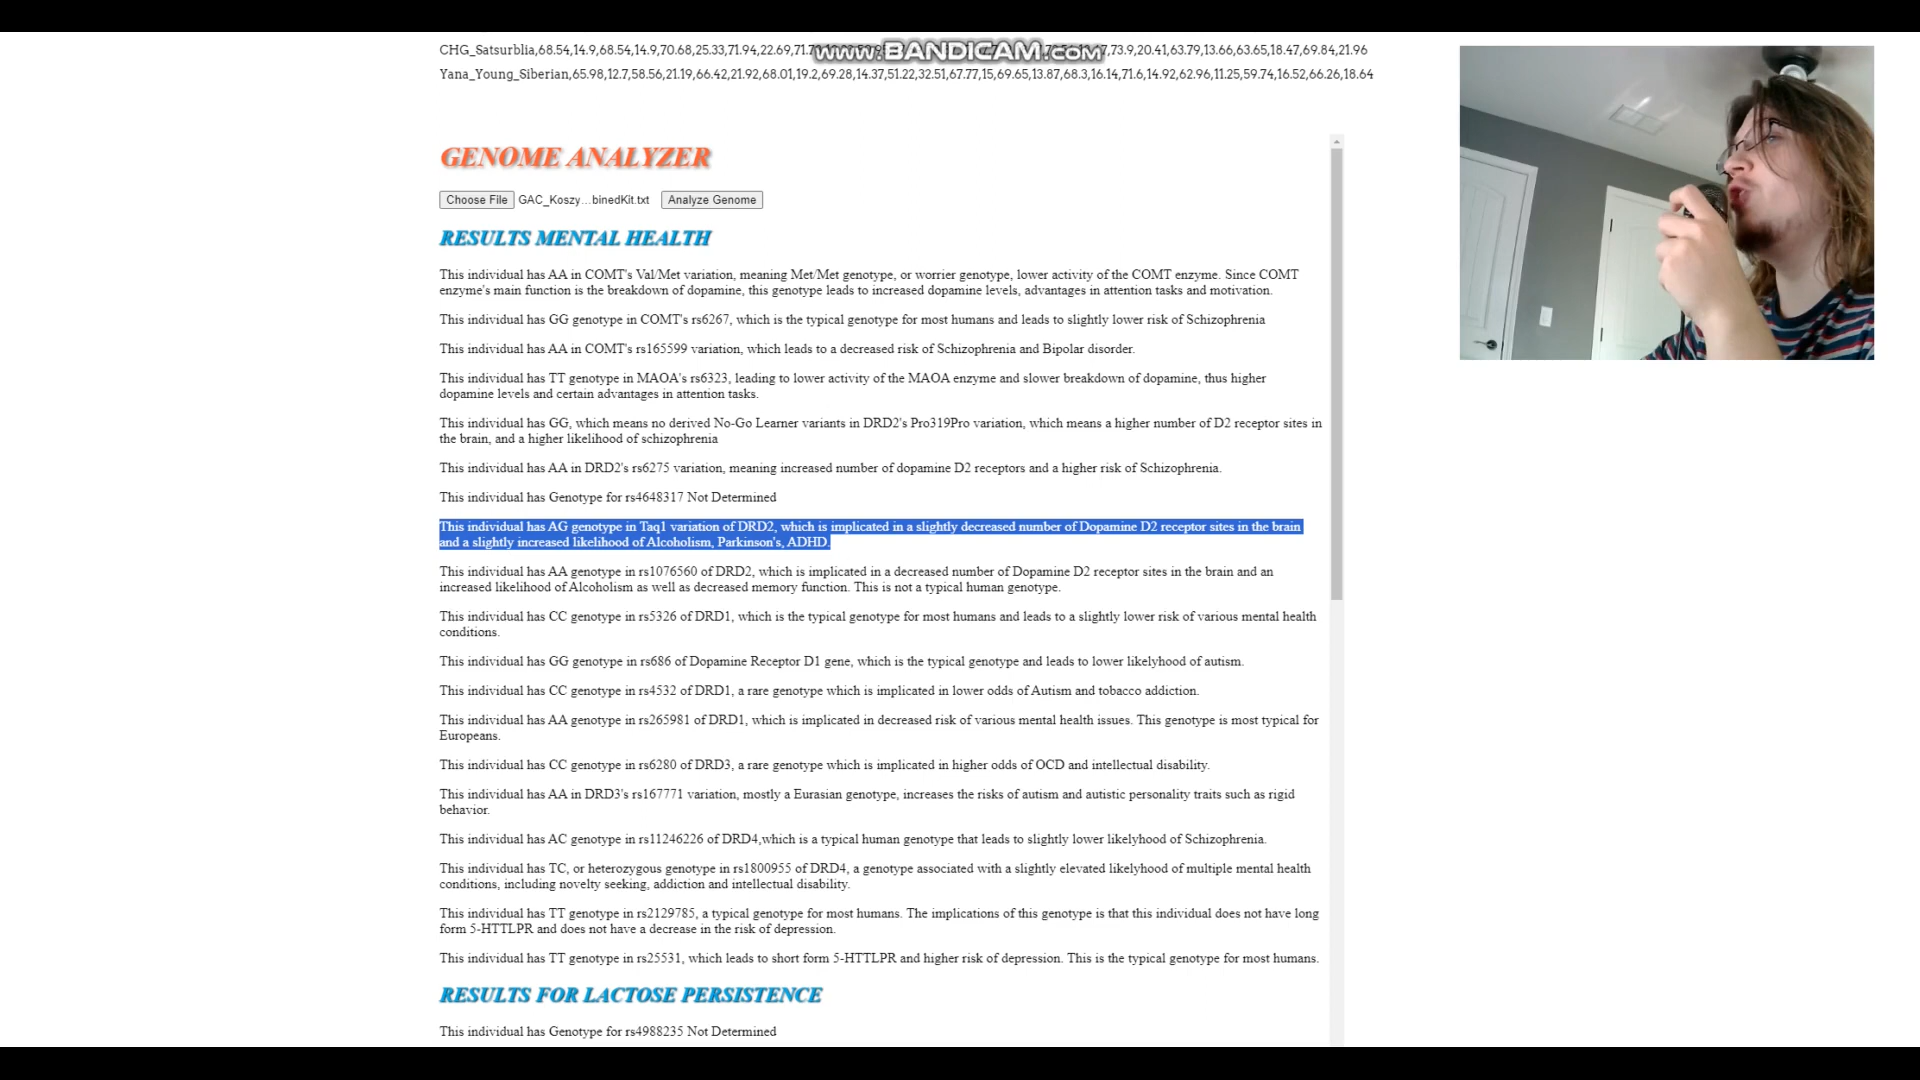 CHG_Satsurblia,68.54,14.9,68.54,14.9,70.68,25.33,71.94,22.69,71.7 73.9,20.41,63.79,13.66,63.65,18.47,69.84,21.96
www.BANDICAM.com
Yana_Young_Siberian,65.98,12.7,58.56,21.19,66.42,21.92,68.01,19.2,69.28,14.37,51.22,32.51,67.77,15,69.65,13.87,68.3,16.14,71.6,14.92,62.96,11.25,59.74,16.52,66.26,18.64
GENOME ANALYZER
Choose File GAC_Koszy...binedKit.txt Analyze Genome
RESULTS MENTAL HEALTH
This individual has AA in COMT's Val/Met variation, meaning Met/Met genotype, or worrier genotype, lower activity of the COMT enzyme. Since COMT
enzyme's main function is the breakdown of dopamine, this genotype leads to increased dopamine levels, advantages in attention tasks and motivation.
This individual has GG genotype in COMT's rs6267, which is the typical genotype for most humans and leads to slightly lower risk of Schizophrenia
This individual has AA in COMT's rs165599 variation, which leads to a decreased risk of Schizophrenia and Bipolar disorder.
This individual has TT genotype in MAOA's rs6323, leading to lower activity of the MAOA enzyme and slower breakdown of dopamine, thus higher
dopamine levels and certain advantages in attention tasks.
This individual has GG, which means no derived No-Go Learner variants in DRD2's Pro319Pro variation, which means a higher number of D2 receptor sites in
the brain, and a higher likelihood of schizophrenia
This individual has AA in DRD2's rs6275 variation, meaning increased number of dopamine D2 receptors and a higher risk of Schizophrenia.
This individual has Genotype for rs4648317 Not Determined
This individual has AG genotype in Taq1 variation of DRD2, which is implicated in a slightly decreased number of Dopamine D2 receptor sites in the brain
and a slightly increased likelihood of Alcoholism, Parkinson's, ADHD.
This individual has AA genotype in rs1076560 of DRD2, which is implicated in a decreased number of Dopamine D2 receptor sites in the brain and an
increased likelihood of Alcoholism as well as decreased memory function. This is not a typical human genotype.
This individual has CC genotype in rs5326 of DRD1, which is the typical genotype for most humans and leads to a slightly lower risk of various mental health
conditions.
This individual has GG genotype in rs686 of Dopamine Receptor D1 gene, which is the typical genotype and leads to lower likelyhood of autism.
This individual has CC genotype in rs4532 of DRD1, a rare genotype which is implicated in lower odds of Autism and tobacco addiction.
This individual has AA genotype in rs265981 of DRD1, which is implicated in decreased risk of various mental health issues. This genotype is most typical for
Europeans.
This individual has CC genotype in rs6280 of DRD3, a rare genotype which is implicated in higher odds of OCD and intellectual disability.
This individual has AA in DRD3's rs167771 variation, mostly a Eurasian genotype, increases the risks of autism and autistic personality traits such as rigid
behavior.
This individual has AC genotype in rs11246226 of DRD4,which is a typical human genotype that leads to slightly lower likelyhood of Schizophrenia.
This individual has TC, or heterozygous genotype in rs1800955 of DRD4, a genotype associated with a slightly elevated likelyhood of multiple mental health
conditions, including novelty seeking, addiction and intellectual disability.
This individual has TT genotype in rs2129785, a typical genotype for most humans. The implications of this genotype is that this individual does not have long
form 5-HTTLPR and does not have a decrease in the risk of depression.
This individual has TT genotype in rs25531, which leads to short form 5-HTTLPR and higher risk of depression. This is the typical genotype for most humans.
RESULTS FOR LACTOSE PERSISTENCE
This individual has Genotype for rs4988235 Not Determined